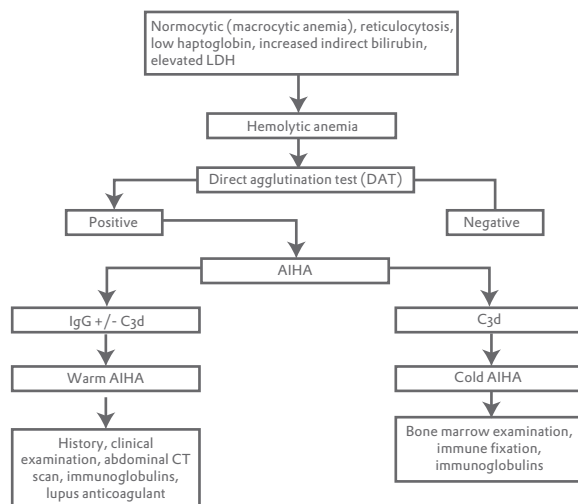 Normocytic (macrocytic anemia), reticulocytosis,
low haptoglobin, increased indirect bilirubin,
elevated LDH
Hemolytic anemia
Direct agglutination test (DAT)
Positive
Negative
AIHA
IgG +/- C3d
C3d
Warm AIHA
Cold AIHA
History, clinical
examination, abdominal CT
scan, immunoglobulins,
lupus anticoagulant
Bone marrow examination,
immune fixation,
immunoglobulins